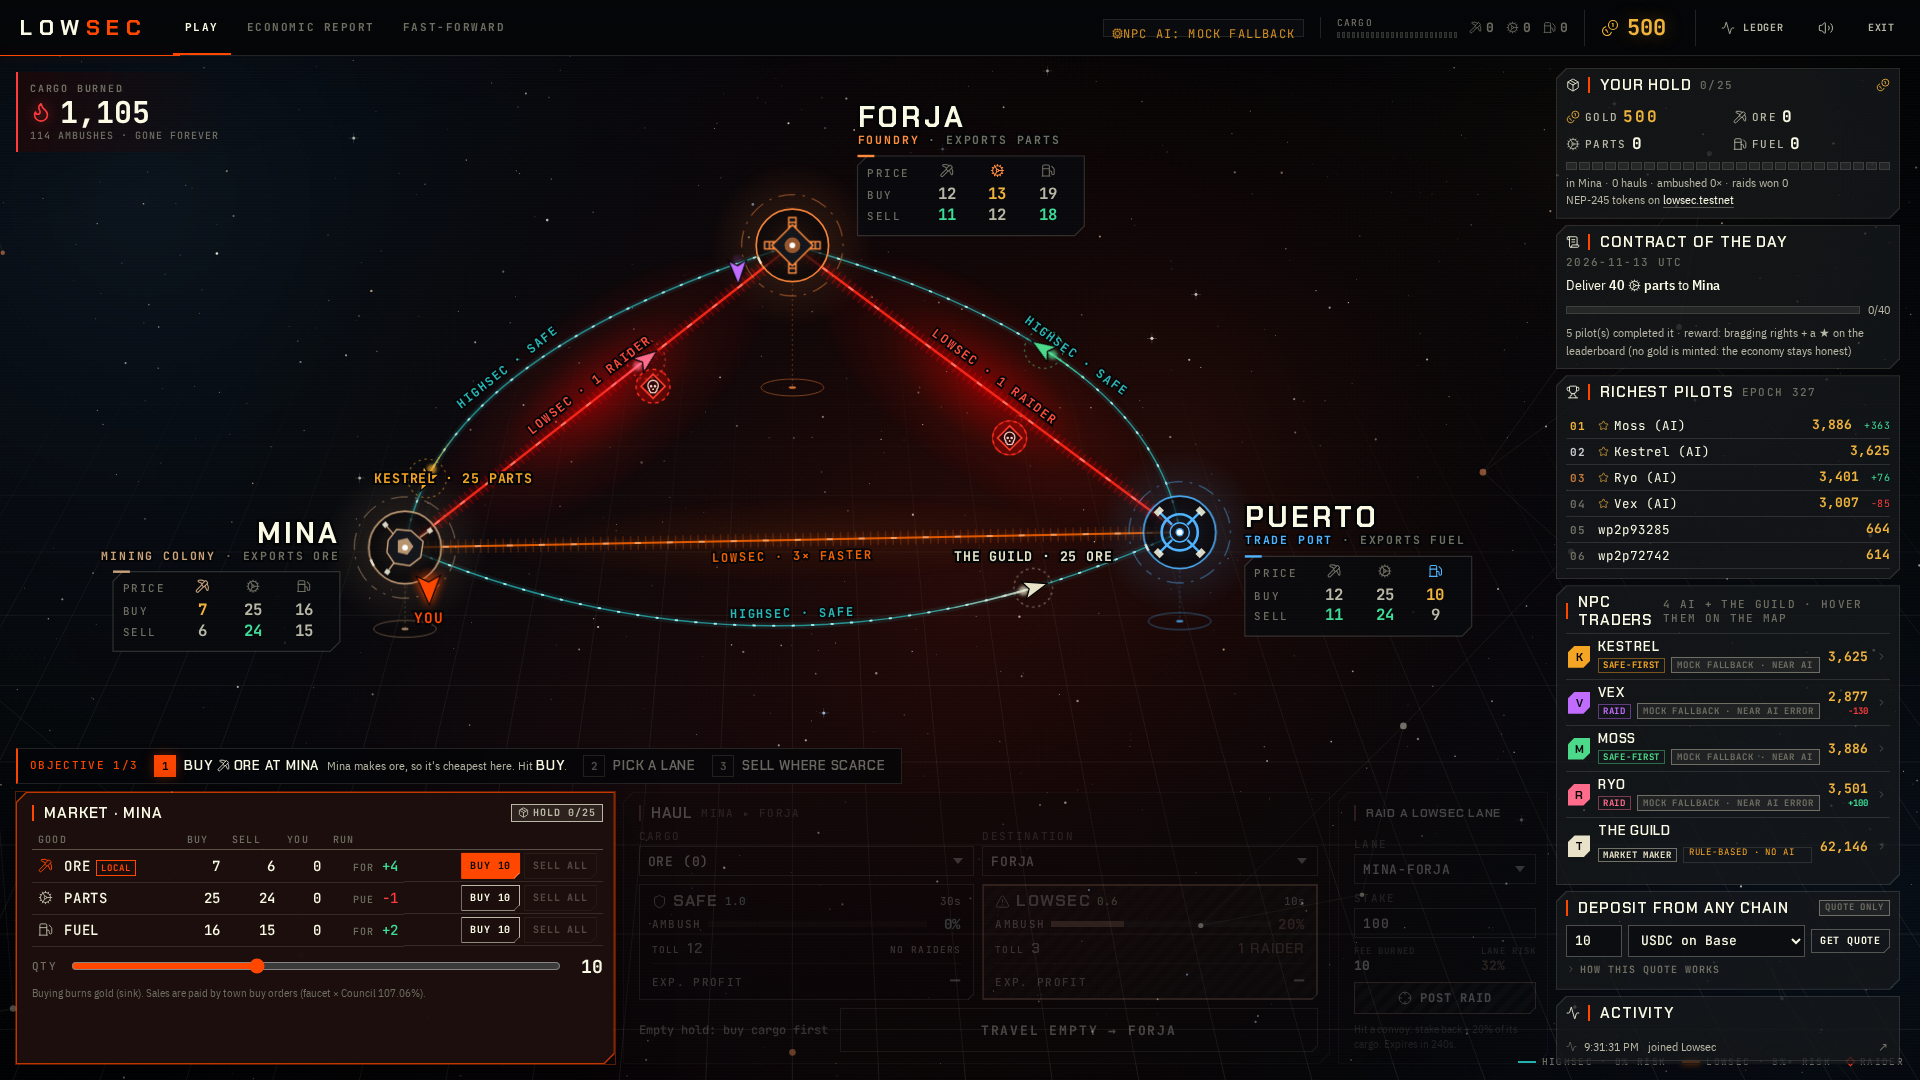 LOWSEC
PLAY
ECONOMIC REPORT
FAST-FORWARD
NPC AI: MOCK FALLBACK
CARGO
0 0 0
500
LEDGER
EXIT
CARGO BURNED
1,105
114 AMBUSHES · GONE FOREVER
FORJA
FOUNDRY · EXPORTS PARTS
PRICE
BUY 12 13 19
SELL 11 12 18
HIGHSEC · SAFE
LOWSEC · 1 RAIDER
LOWSEC · 1 RAIDER
HIGHSEC · SAFE
KESTREL · 25 PARTS
MINA
MINING COLONY · EXPORTS ORE
PRICE
BUY 7 25 16
SELL 6 24 15
YOU
LOWSEC · 3× FASTER
THE GUILD · 25 ORE
HIGHSEC · SAFE
PUERTO
TRADE PORT · EXPORTS FUEL
PRICE
BUY 12 25 10
SELL 11 24 9
OBJECTIVE 1/3
1 BUY ORE AT MINA Mina makes ore, so it's cheapest here. Hit BUY.
2 PICK A LANE
3 SELL WHERE SCARCE
MARKET · MINA
HOLD 0/25
GOOD BUY SELL YOU RUN
ORE LOCAL 7 6 0 FOR +4 BUY 10 SELL ALL
PARTS 25 24 0 PUE -1 BUY 10 SELL ALL
FUEL 16 15 0 FOR +2 BUY 10 SELL ALL
QTY 10
Buying burns gold (sink). Sales are paid by town buy orders (faucet × Council 107.06%).
HAUL MINA ▸ FORJA
CARGO
ORE (0)
DESTINATION
FORJA
SAFE 1.0 30s
AMBUSH 0%
TOLL 12 NO RAIDERS
EXP. PROFIT —
LOWSEC 0.6 10s
AMBUSH 20%
TOLL 3 1 RAIDER
EXP. PROFIT —
Empty hold: buy cargo first
TRAVEL EMPTY → FORJA
RAID A LOWSEC LANE
LANE
MINA-FORJA
STAKE
100
FEE BURNED
10
LANE RISK
32%
POST RAID
Hit a convoy: stake back + 20% of its
cargo. Expires in 240s.
YOUR HOLD 0/25
GOLD 500
ORE 0
PARTS 0
FUEL 0
in Mina · 0 hauls · ambushed 0× · raids won 0
NEP-245 tokens on lowsec.testnet
CONTRACT OF THE DAY
2026-11-13 UTC
Deliver 40 parts to Mina
0/40
5 pilot(s) completed it · reward: bragging rights + a ★ on the
leaderboard (no gold is minted: the economy stays honest)
RICHEST PILOTS EPOCH 327
01 Moss (AI) 3,886 +363
02 Kestrel (AI) 3,625
03 Ryo (AI) 3,401 +76
04 Vex (AI) 3,007 -85
05 wp2p93285 664
06 wp2p72742 614
NPC TRADERS
4 AI + THE GUILD · HOVER
THEM ON THE MAP
K KESTREL
SAFE-FIRST MOCK FALLBACK · NEAR AI 3,625
V VEX
RAID MOCK FALLBACK · NEAR AI ERROR 2,877 -130
M MOSS
SAFE-FIRST MOCK FALLBACK · NEAR AI 3,886
R RYO
RAID MOCK FALLBACK · NEAR AI ERROR 3,501 +100
T THE GUILD
MARKET MAKER RULE-BASED · NO AI 62,146
DEPOSIT FROM ANY CHAIN
QUOTE ONLY
10
USDC on Base
GET QUOTE
HOW THIS QUOTE WORKS
ACTIVITY
9:31:31 PM joined Lowsec ↗
HIGHSEC · 0% RISK LOWSEC · 8%+ RISK RAIDER